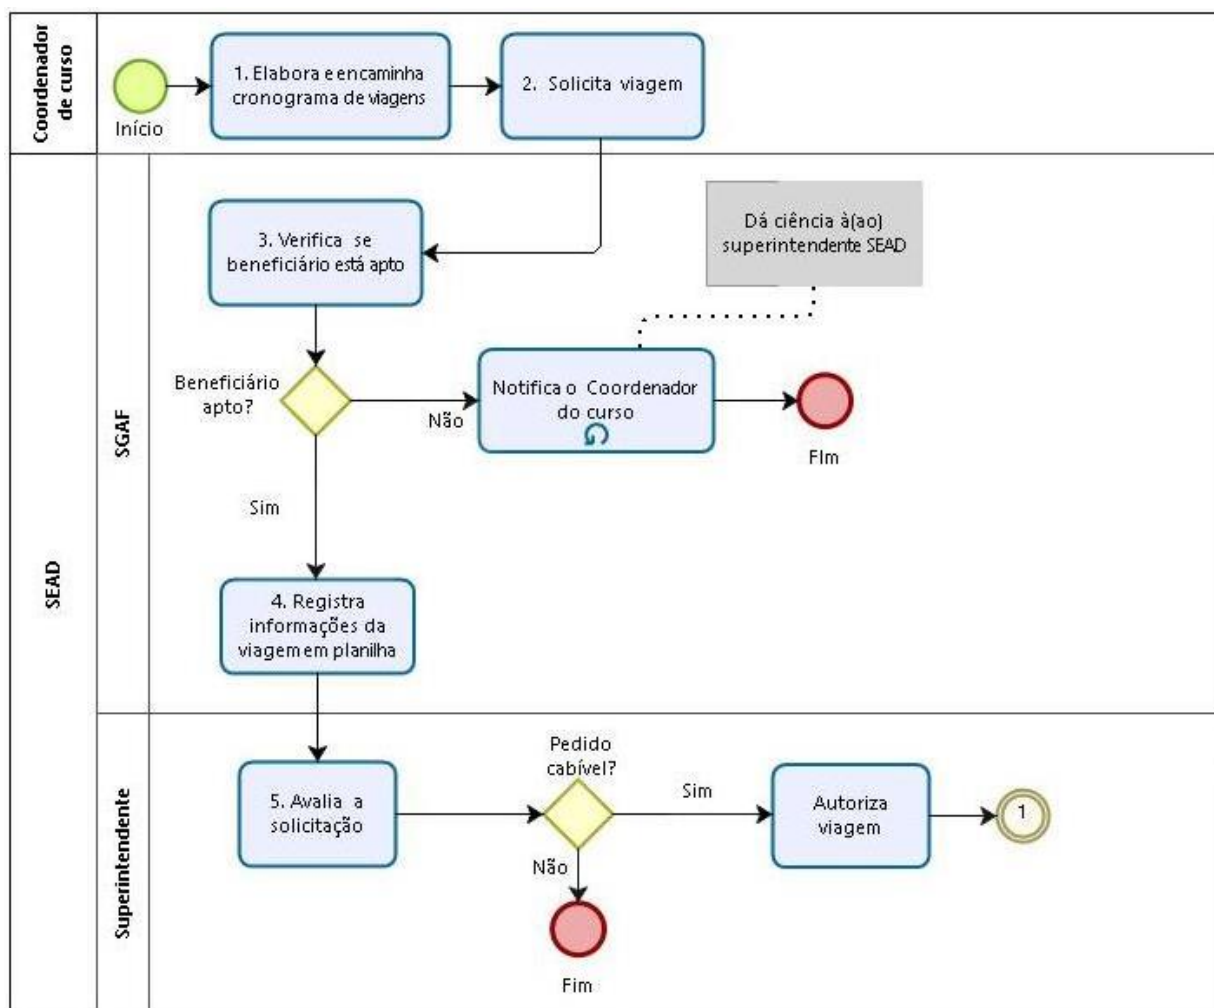 Coordenador
de curso
Início
1. Elabora e encaminha
cronograma de viagens
2. Solicita viagem
SEAD
SGAF
3. Verifica se
beneficiário está apto
Dá ciência à(ao)
superintendente SEAD
Beneficiário
apto?
Não
Notifica o Coordenador
do curso
FIm
Sim
4. Registra
informações da
viagem em planilha
Superintendente
5. Avalia a
solicitação
Pedido
cabível?
Sim
Autoriza
viagem
1
Não
Fim